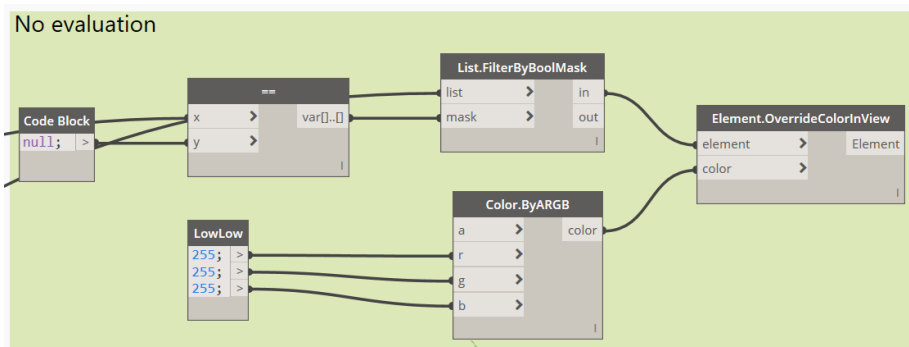 No evaluation
Code Block
null; >
==
x > var[]..[]
y >
l
List.FilterByBoolMask
list > in
mask > out
l
Element.OverrideColorInView
element > Element
color >
l
LowLow
255; >
255; >
255; >
Color.ByARGB
a > color
r >
g >
b >
l